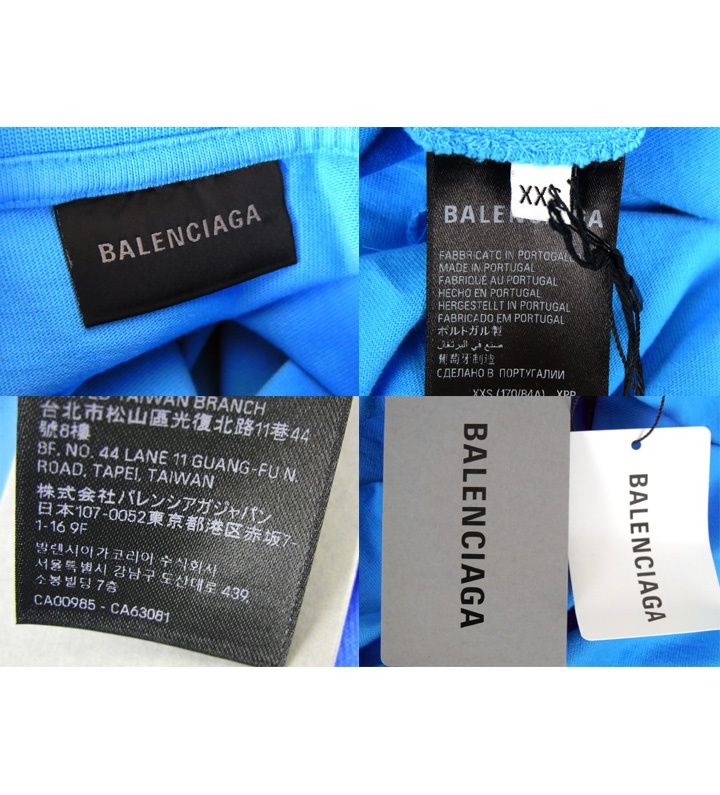 BALENCIAGA
XXS
BALENCIAGA
FABBRICATO IN PORTOGALLO
MADE IN PORTUGAL
FABRIQUÉ AU PORTUGAL
HECHO EN PORTUGAL
HERGESTELLT IN PORTUGAL
FABRICADO EM PORTUGAL
ポルトガル製
صنع في البرتغال
葡萄牙制造
СДЕЛАНО В ПОРТУГАЛИИ
XXS (170/84A)
TAIWAN BRANCH
台北市松山區光復北路11巷44
號8樓
8F, NO. 44 LANE 11 GUANG-FU N.
ROAD, TAPEI, TAIWAN
株式会社バレンシアガジャパン
日本107-0052東京都港区赤坂7-
1-16 9F
발렌시아가코리아 주식회사
서울특별시 강남구 도산대로 439,
소봉빌딩 7층
CA00985 - CA63081
BALENCIAGA
BALENCIAGA